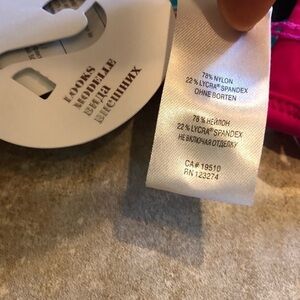 LOOKS
MODELLE
ВИДА
ВНЕШНИХ
78% NYLON
22% LYCRA® SPANDEX
OHNE BORTEN
78 % НЕЙЛОН
22 % LYCRA® SPANDEX
НЕ ВКЛЮЧАЯ ОТДЕЛКУ
CA# 19510
RN 123274